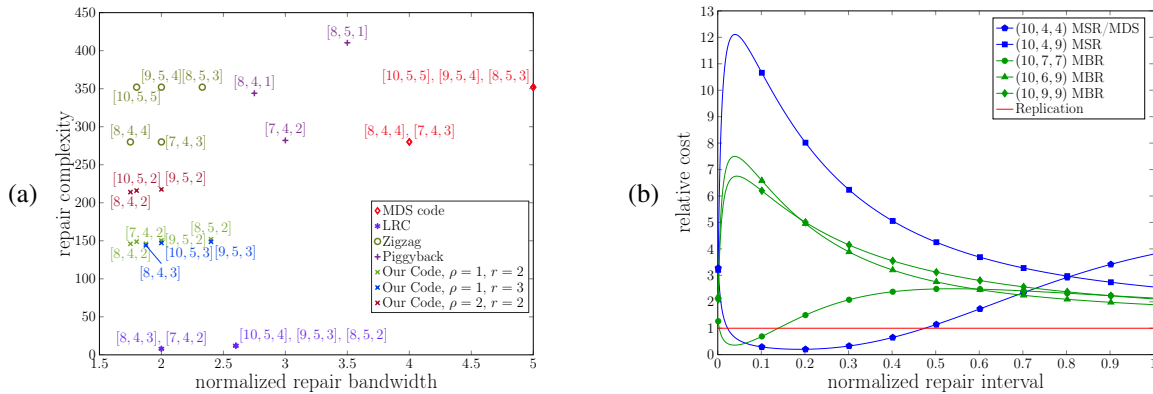 (a)
repair complexity
450
400
350
300
250
200
150
100
50
0
[8, 5, 1]
[9, 5, 4] [8, 5, 3]
[10, 5, 5]
[8, 4, 1]
[10, 5, 5], [9, 5, 4], [8, 5, 3]
[8, 4, 4]
[7, 4, 3]
[7, 4, 2]
[8, 4, 4], [7, 4, 3]
[10, 5, 2] [9, 5, 2]
[8, 4, 2]
[7, 4, 2] [8, 5, 2]
[8, 4, 2] [9, 5, 2]
[10, 5, 3] [9, 5, 3]
[8, 4, 3]
[8, 4, 3], [7, 4, 2]
[10, 5, 4], [9, 5, 3], [8, 5, 2]
MDS code
LRC
Zigzag
Piggyback
Our Code, ρ = 1, r = 2
Our Code, ρ = 1, r = 3
Our Code, ρ = 2, r = 2
1.5 2 2.5 3 3.5 4 4.5 5
normalized repair bandwidth
(b)
relative cost
13
12
11
10
9
8
7
6
5
4
3
2
1
0
(10, 4, 4) MSR/MDS
(10, 4, 9) MSR
(10, 7, 7) MBR
(10, 6, 9) MBR
(10, 9, 9) MBR
Replication
0 0.1 0.2 0.3 0.4 0.5 0.6 0.7 0.8 0.9 1
normalized repair interval